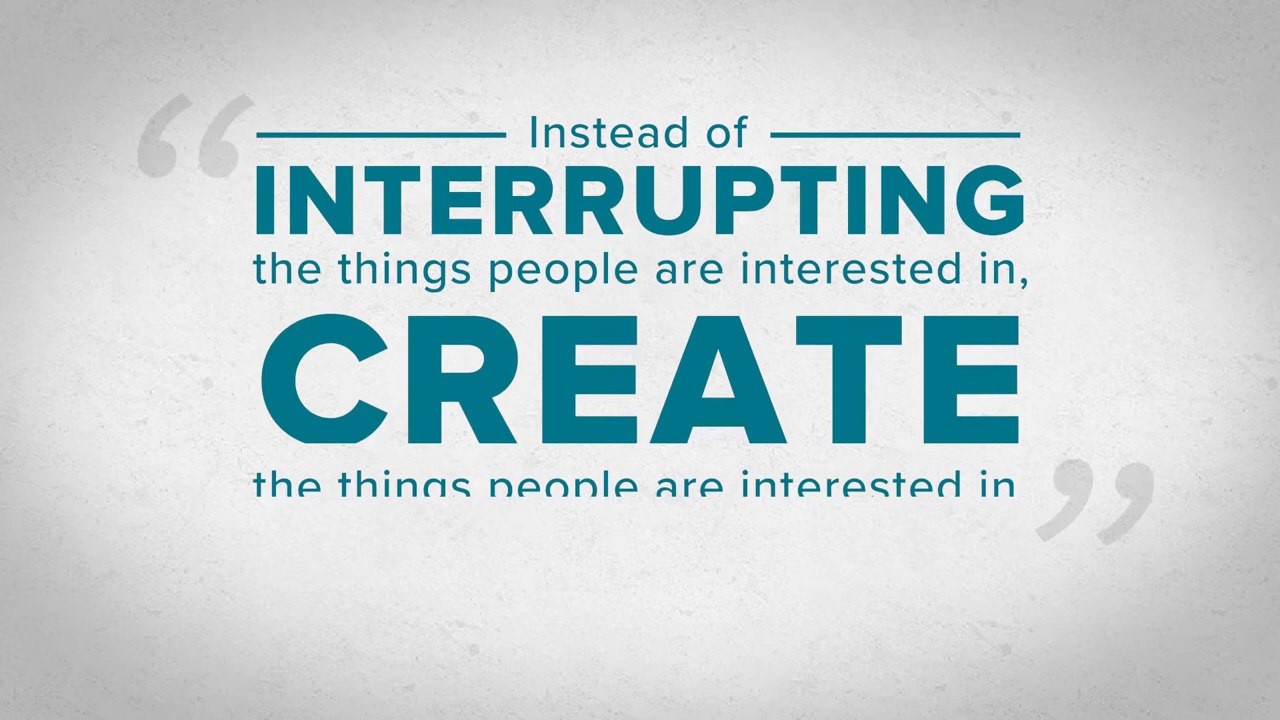 “ Instead of
INTERRUPTING
the things people are interested in,
CREATE
the things people are interested in ”